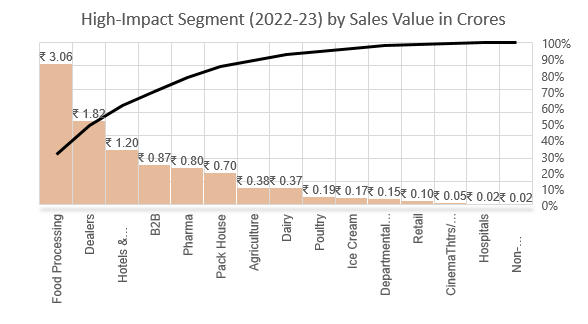 High-Impact Segment (2022-23) by Sales Value in Crores
₹ 3.06
₹ 1.82
₹ 1.20
₹ 0.87
₹ 0.80
₹ 0.70
₹ 0.38
₹ 0.37
₹ 0.19
₹ 0.17
₹ 0.15
₹ 0.10
₹ 0.05
₹ 0.02
₹ 0.02
100%
90%
80%
70%
60%
50%
40%
30%
20%
10%
0%
Food Processing
Dealers
Hotels &...
B2B
Pharma
Pack House
Agriculture
Dairy
Poultry
Ice Cream
Departmental...
Retail
CinemaThtrs/...
Hospitals
Non-...